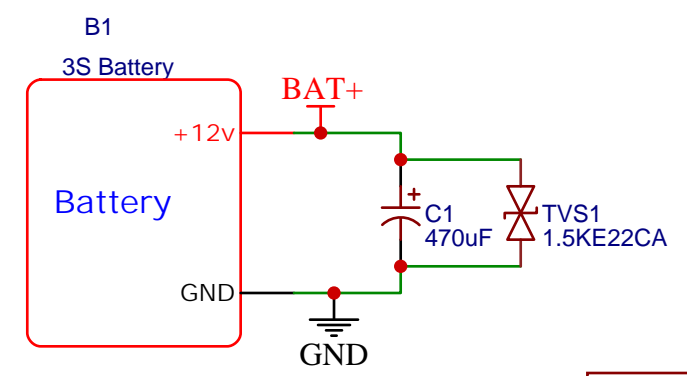 B1
3S Battery
BAT+
+12v
Battery
+
C1
470uF
TVS1
1.5KE22CA
GND
GND